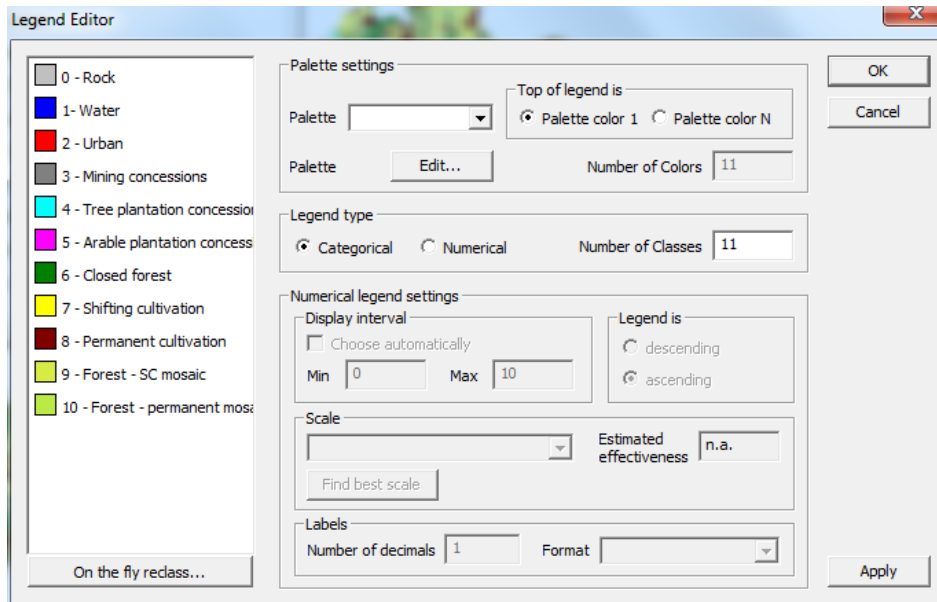 Legend Editor
0 - Rock
1- Water
2 - Urban
3 - Mining concessions
4 - Tree plantation concession
5 - Arable plantation concess
6 - Closed forest
7 - Shifting cultivation
8 - Permanent cultivation
9 - Forest - SC mosaic
10 - Forest - permanent mosa
On the fly reclass...
Palette settings
Palette
Top of legend is
Palette color 1
Palette color N
Palette
Edit...
Number of Colors
11
Legend type
Categorical
Numerical
Number of Classes
11
Numerical legend settings
Display interval
Choose automatically
Min
0
Max
10
Legend is
descending
ascending
Scale
Estimated
effectiveness
n.a.
Find best scale
Labels
Number of decimals
1
Format
OK
Cancel
Apply